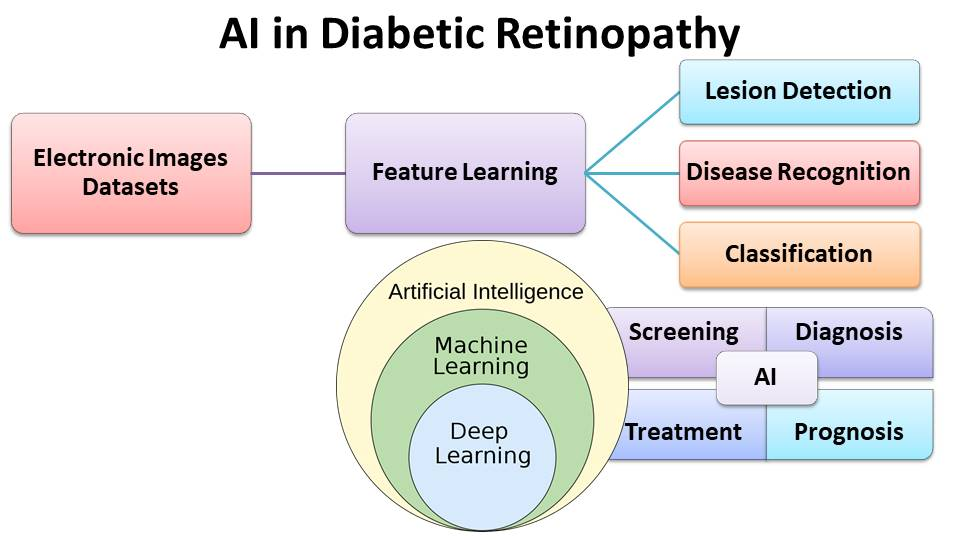 AI in Diabetic Retinopathy
Electronic Images
Datasets
Feature Learning
Lesion Detection
Disease Recognition
Classification
Artificial Intelligence
Machine
Learning
Deep
Learning
Screening
Diagnosis
AI
Treatment
Prognosis